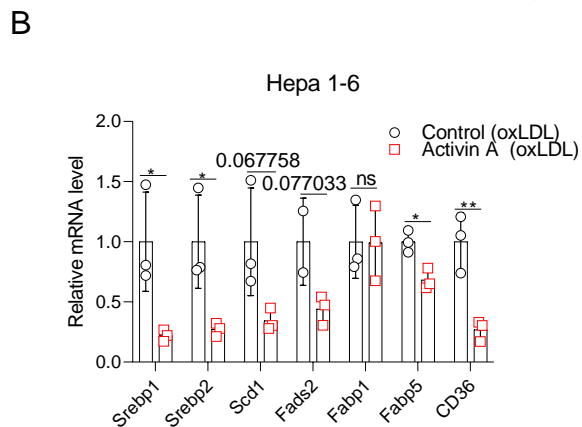 B
Hepa 1-6
Control (oxLDL)
Activin A (oxLDL)
Relative mRNA level
2.0
1.5
1.0
0.5
0.0
*
*
0.067758
0.077033
ns
*
**
Srebp1
Srebp2
Scd1
Fads2
Fabp1
Fabp5
CD36